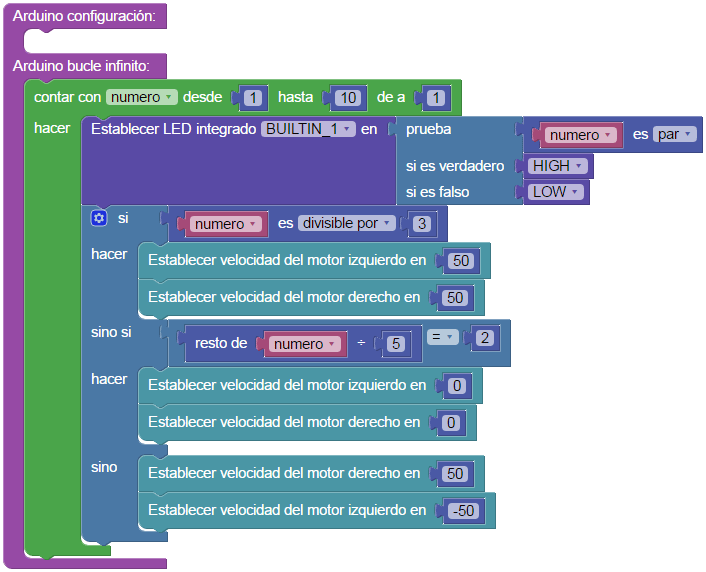 Arduino configuración:
Arduino bucle infinito:
contar con numero desde 1 hasta 10 de a 1
hacer Establecer LED integrado BUILTIN_1 en prueba numero es par
si es verdadero HIGH
si es falso LOW
si numero es divisible por 3
hacer Establecer velocidad del motor izquierdo en 50
Establecer velocidad del motor derecho en 50
sino si resto de numero ÷ 5 = 2
hacer Establecer velocidad del motor izquierdo en 0
Establecer velocidad del motor derecho en 0
sino Establecer velocidad del motor derecho en 50
Establecer velocidad del motor izquierdo en -50